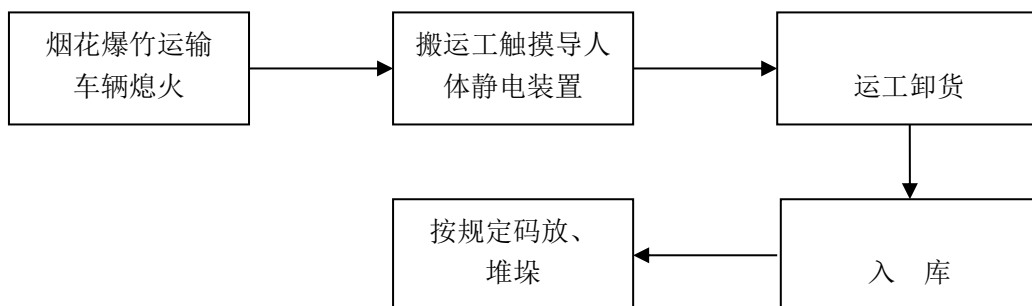 烟花爆竹运输
车辆熄火
搬运工触摸导人
体静电装置
运工卸货
入 库
按规定码放、
堆垛